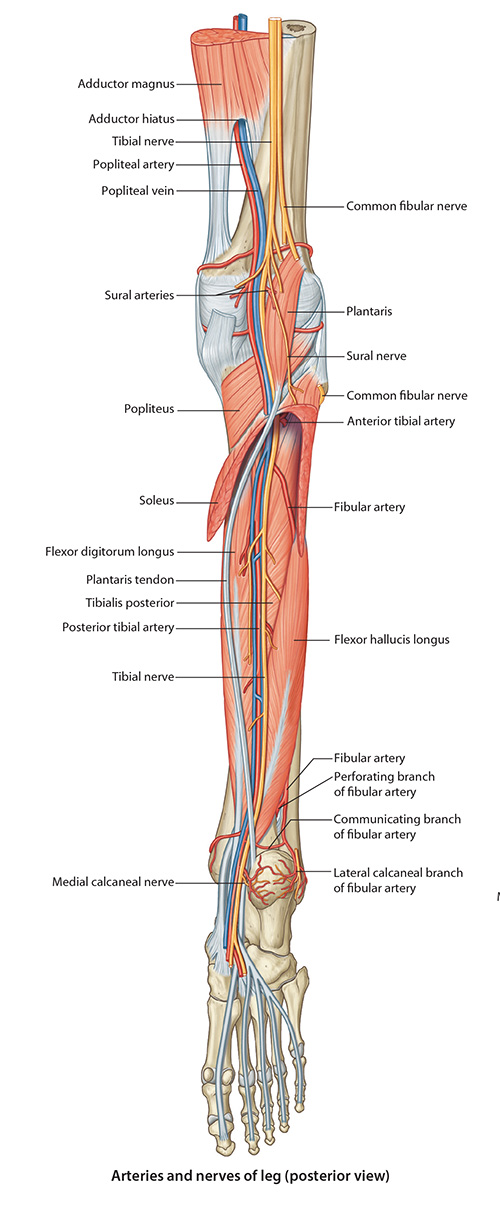 Adductor magnus
Adductor hiatus
Tibial nerve
Popliteal artery
Popliteal vein
Common fibular nerve
Sural arteries
Plantaris
Sural nerve
Common fibular nerve
Popliteus
Anterior tibial artery
Soleus
Fibular artery
Flexor digitorum longus
Plantaris tendon
Tibialis posterior
Posterior tibial artery
Flexor hallucis longus
Tibial nerve
Fibular artery
Perforating branch
of fibular artery
Communicating branch
of fibular artery
Medial calcaneal nerve
Lateral calcaneal branch
of fibular artery
Arteries and nerves of leg (posterior view)